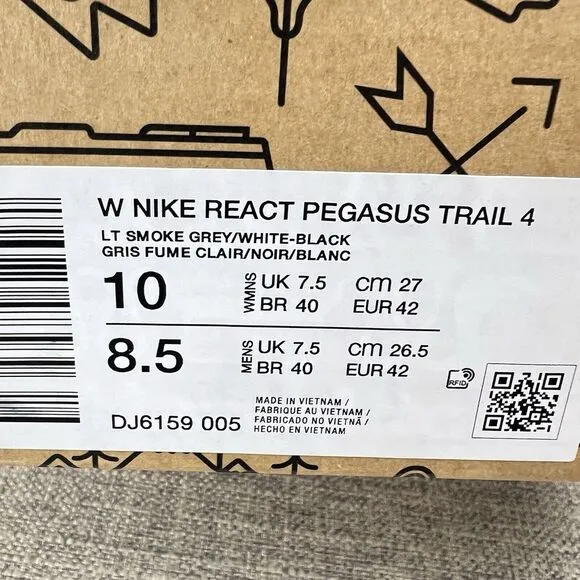 W NIKE REACT PEGASUS TRAIL 4
LT SMOKE GREY/WHITE-BLACK
GRIS FUME CLAIR/NOIR/BLANC
10 WMNS UK 7.5 cm 27
BR 40 EUR 42
8.5 MENS UK 7.5 cm 26.5
BR 40 EUR 42
RFID
DJ6159 005
MADE IN VIETNAM /
FABRIQUE AU VIETNAM /
FABRICADO NO VIETNÃ /
HECHO EN VIETNAM